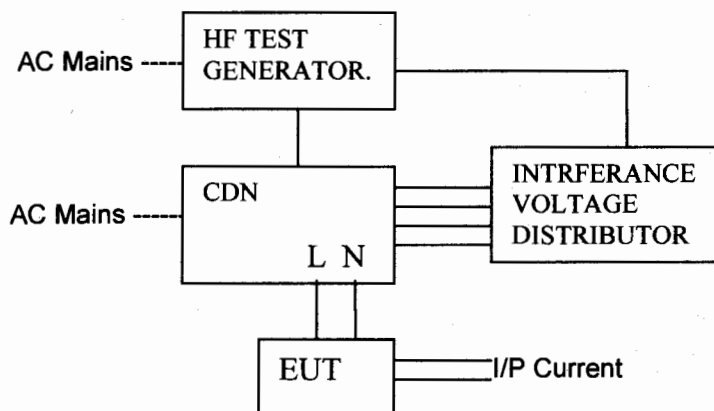 HF TEST
GENERATOR.
AC Mains
CDN
AC Mains
INTRFERANCE
VOLTAGE
DISTRIBUTOR
L N
EUT
I/P Current